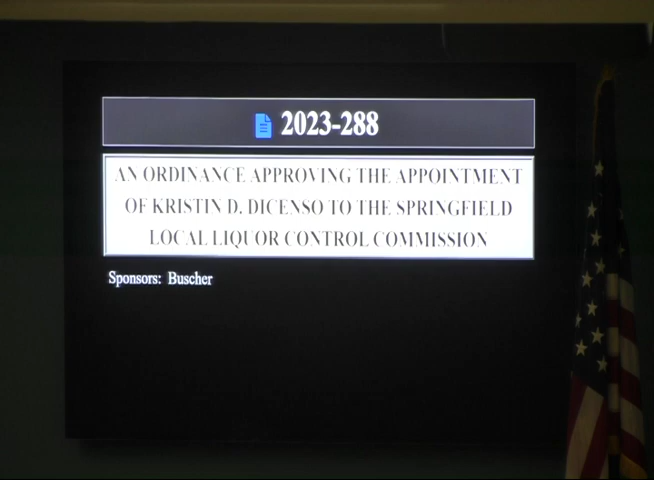 2023-288
AN ORDINANCE APPROVING THE APPOINTMENT
OF KRISTIN D. DICENSO TO THE SPRINGFIELD
LOCAL LIQUOR CONTROL COMMISSION
Sponsors: Buscher